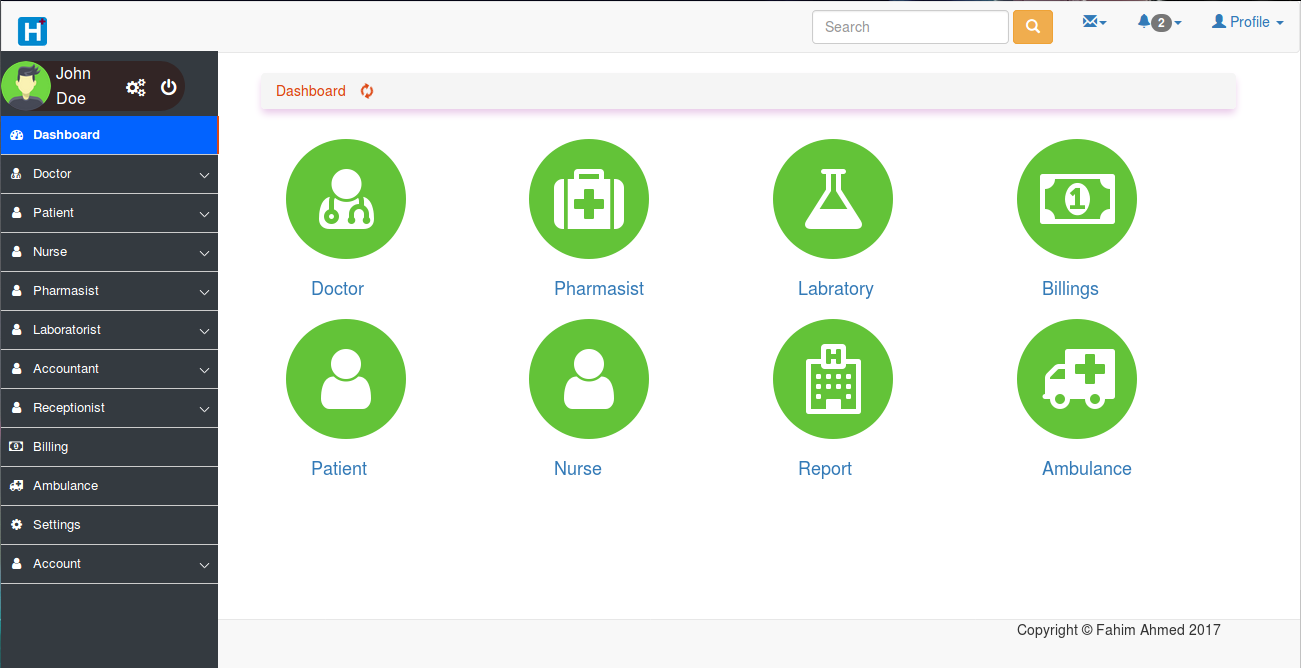 H
Search
2
Profile
John
Doe
Dashboard
Dashboard
Doctor
Patient
Nurse
Pharmasist
Laboratorist
Accountant
Receptionist
Billing
Ambulance
Settings
Account
1
Doctor
Pharmasist
Labratory
Billings
H
Patient
Nurse
Report
Ambulance
Copyright © Fahim Ahmed 2017